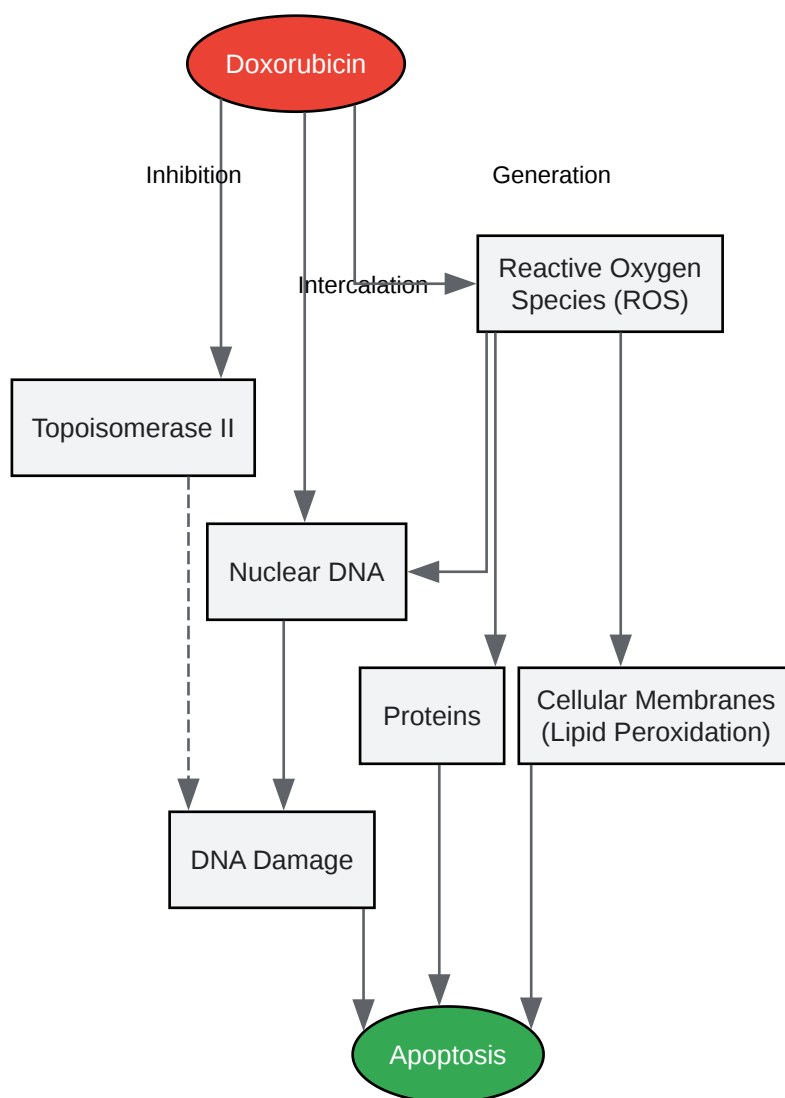 Doxorubicin
Inhibition
Generation
Reactive Oxygen
Species (ROS)
Intercalation
Topoisomerase II
Nuclear DNA
Proteins
Cellular Membranes
(Lipid Peroxidation)
DNA Damage
Apoptosis